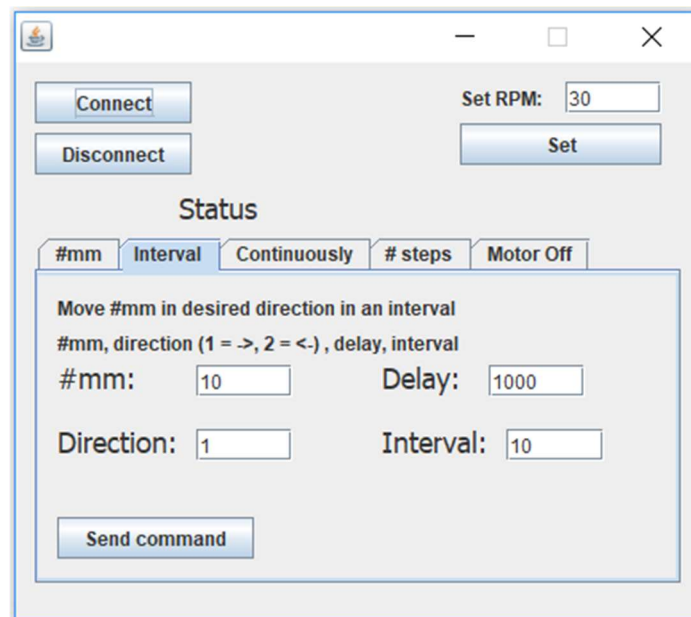 Connect
Set RPM: 30
Disconnect
Set
Status
#mm Interval Continuously # steps Motor Off
Move #mm in desired direction in an interval
#mm, direction (1 = ->, 2 = <-) , delay, interval
#mm: 10 Delay: 1000
Direction: 1 Interval: 10
Send command